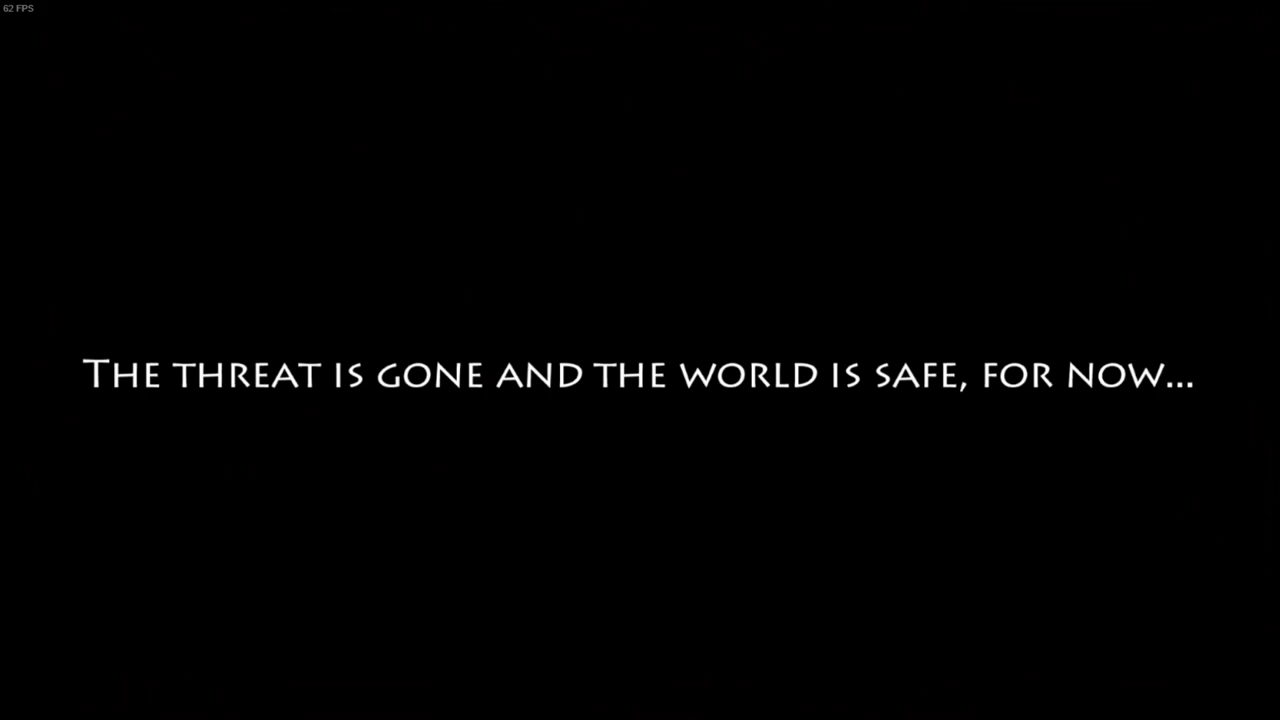 62 FPS
The threat is gone and the world is safe, for now...